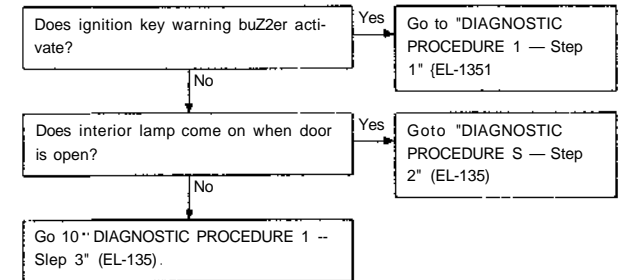 Does ignition key warning buZ2er acti-
vate?
Yes
Go to "DIAGNOSTIC
PROCEDURE 1 — Step
1" {EL-1351
No
Does interior lamp come on when door
is open?
Yes
Goto "DIAGNOSTIC
PROCEDURE S — Step
2" (EL-135)
No
Go 10 " DIAGNOSTIC PROCEDURE 1 --
Slep 3" (EL-135).